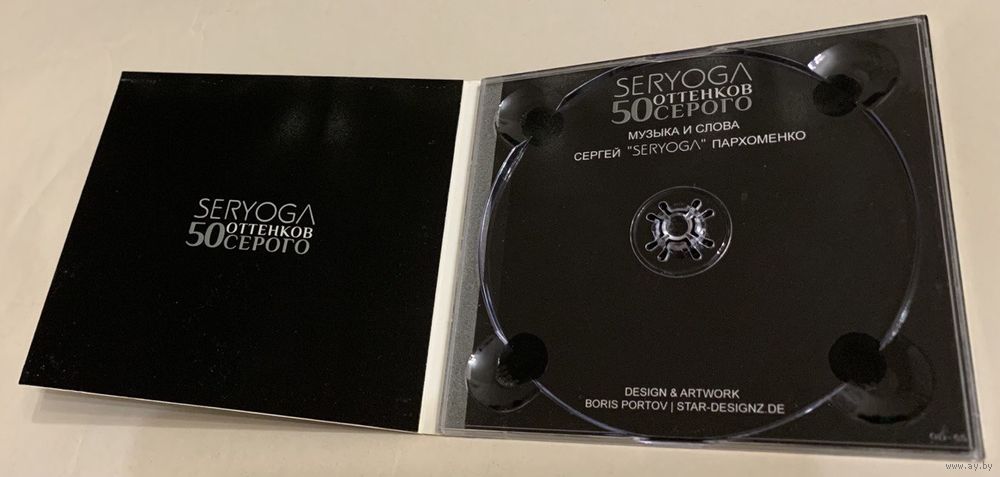 SERYOGA
50 ОТТЕНКОВ
СЕРОГО
SERYOGA
50 ОТТЕНКОВ
СЕРОГО
МУЗЫКА И СЛОВА
СЕРГЕЙ "SERYOGA" ПАРХОМЕНКО
DESIGN & ARTWORK
BORIS PORTOV | STAR-DESIGNZ.DE
www.ay.by